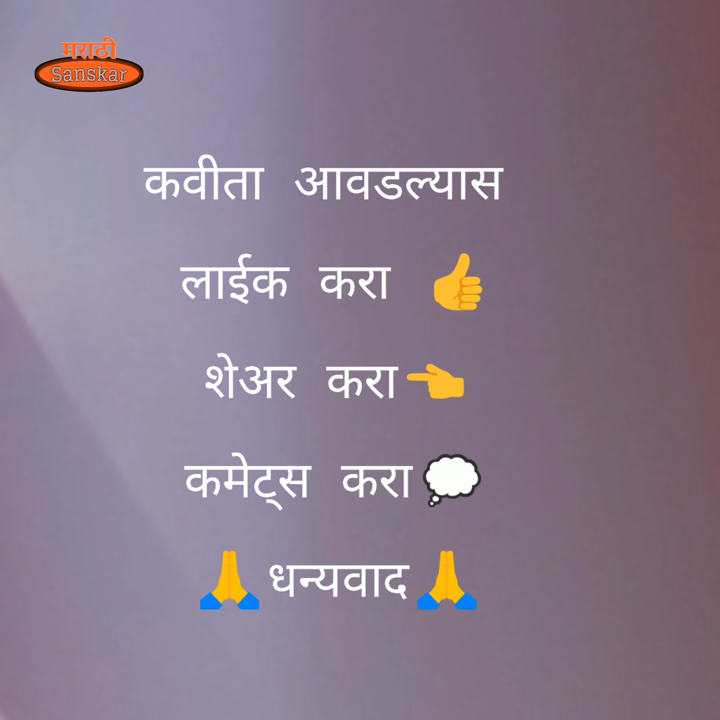 मराठी
Sanskar
कवीता आवडल्यास
लाईक करा 👍
शेअर करा👈
कमेट्स करा💭
🙏धन्यवाद🙏